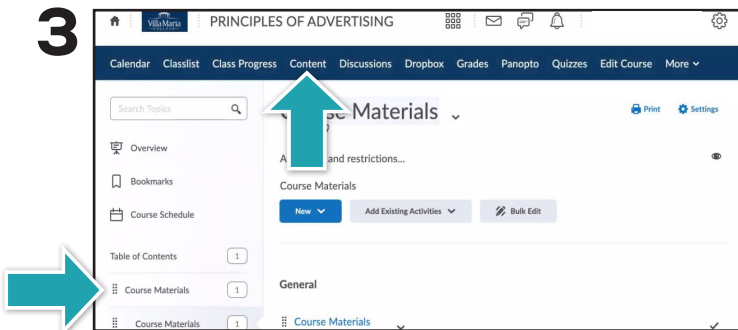 3
Villa Maria
COLLEGE
PRINCIPLES OF ADVERTISING
Calendar Classlist Class Progress Content Discussions Dropbox Grades Panopto Quizzes Edit Course More
Search Topics
Overview
Bookmarks
Course Schedule
Table of Contents 1
Course Materials 1
Course Materials 1
Materials
Print Settings
and restrictions...
Course Materials
New Add Existing Activities Bulk Edit
General
Course Materials